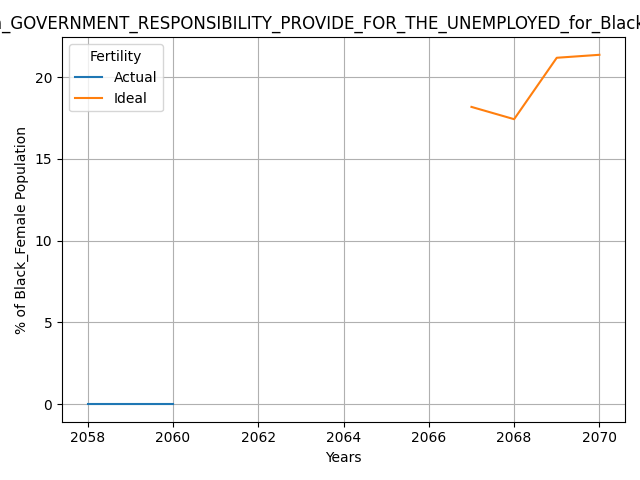 _GOVERNMENT_RESPONSIBILITY_PROVIDE_FOR_THE_UNEMPLOYED_for_Black
Fertility
Actual
Ideal
% of Black_Female Population
20
15
10
5
0
2058 2060 2062 2064 2066 2068 2070
Years